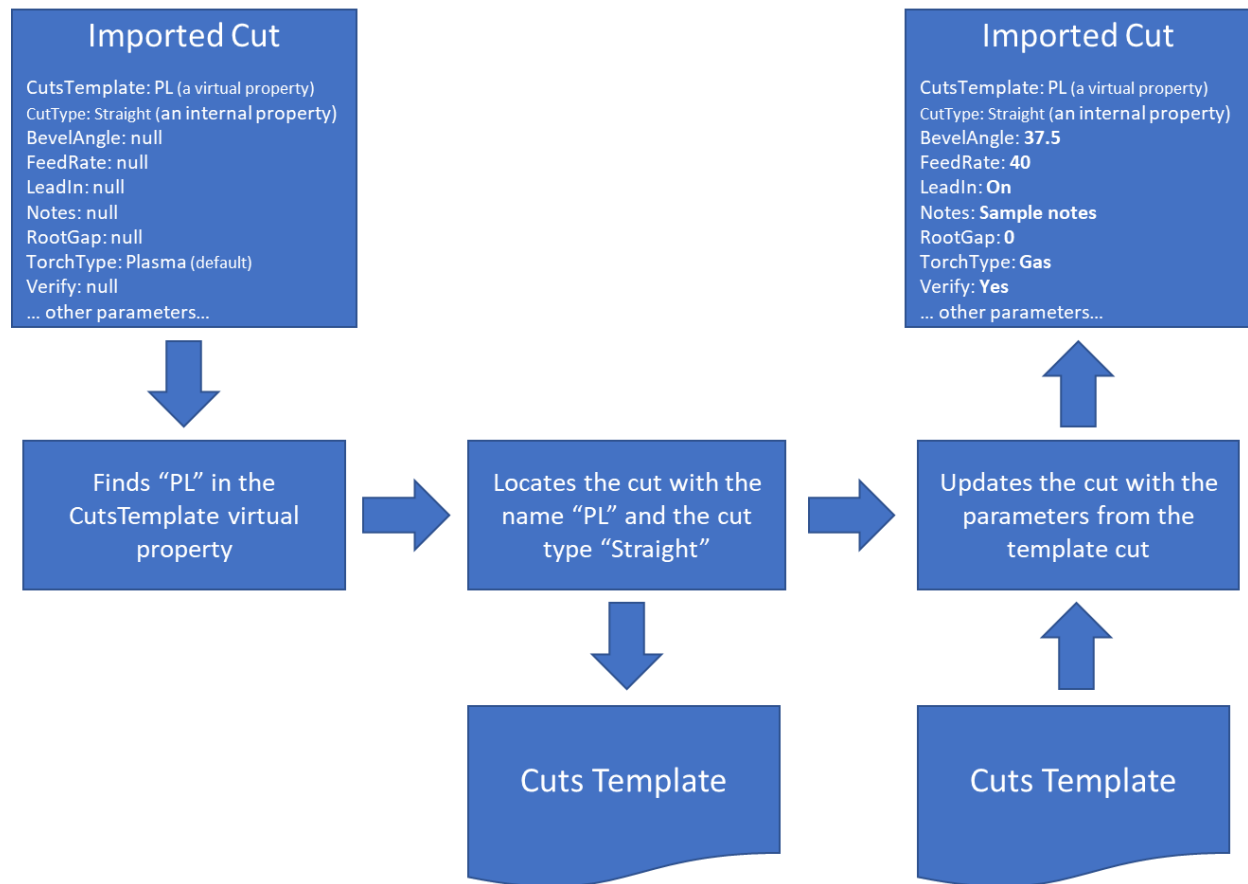 Imported Cut
CutsTemplate: PL (a virtual property)
CutType: Straight (an internal property)
BevelAngle: null
FeedRate: null
LeadIn: null
Notes: null
RootGap: null
TorchType: Plasma (default)
Verify: null
... other parameters...
Finds “PL” in the
CutsTemplate virtual
property
Locates the cut with the
name “PL” and the cut
type “Straight”
Cuts Template
Updates the cut with the
parameters from the
template cut
Cuts Template
Imported Cut
CutsTemplate: PL (a virtual property)
CutType: Straight (an internal property)
BevelAngle: 37.5
FeedRate: 40
LeadIn: On
Notes: Sample notes
RootGap: 0
TorchType: Gas
Verify: Yes
... other parameters...